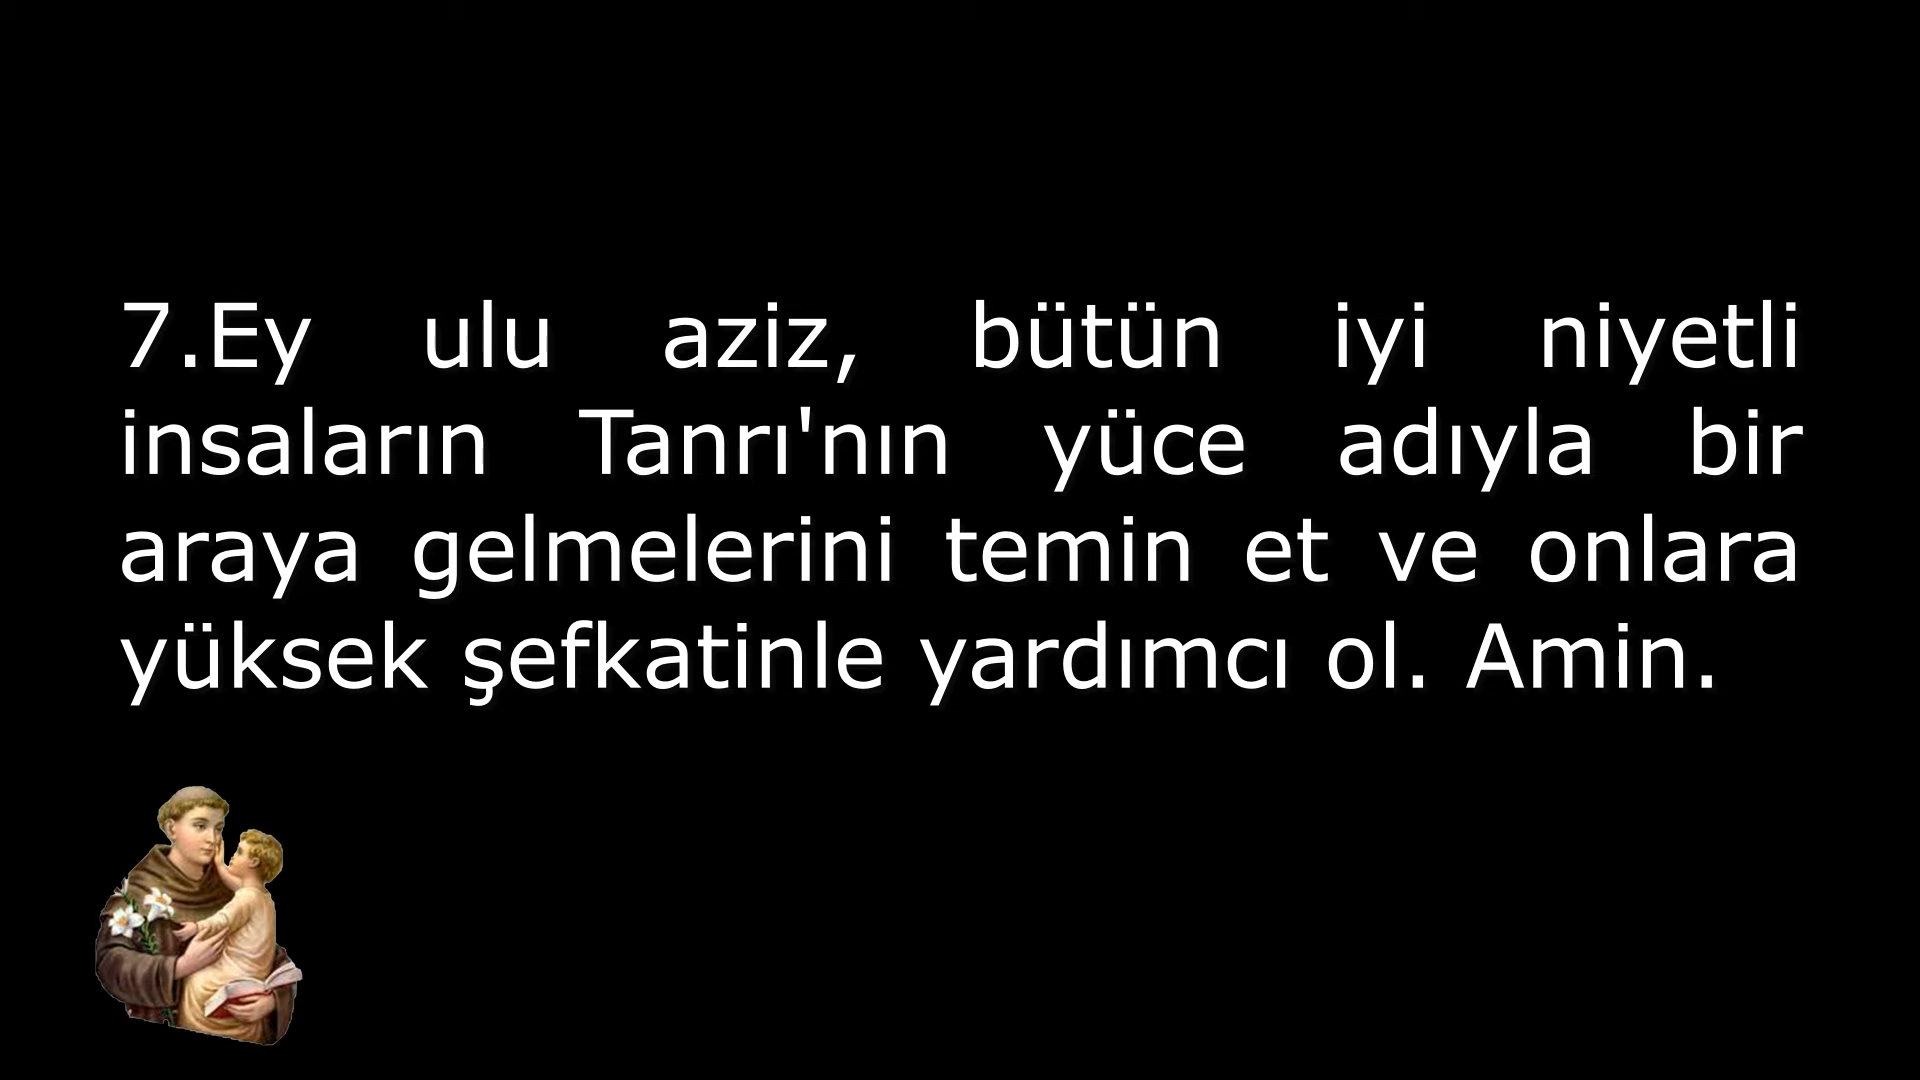 7.Ey ulu aziz, bütün iyi niyetli
insaların Tanrı'nın yüce adıyla bir
araya gelmelerini temin et ve onlara
yüksek şefkatinle yardımcı ol. Amin.